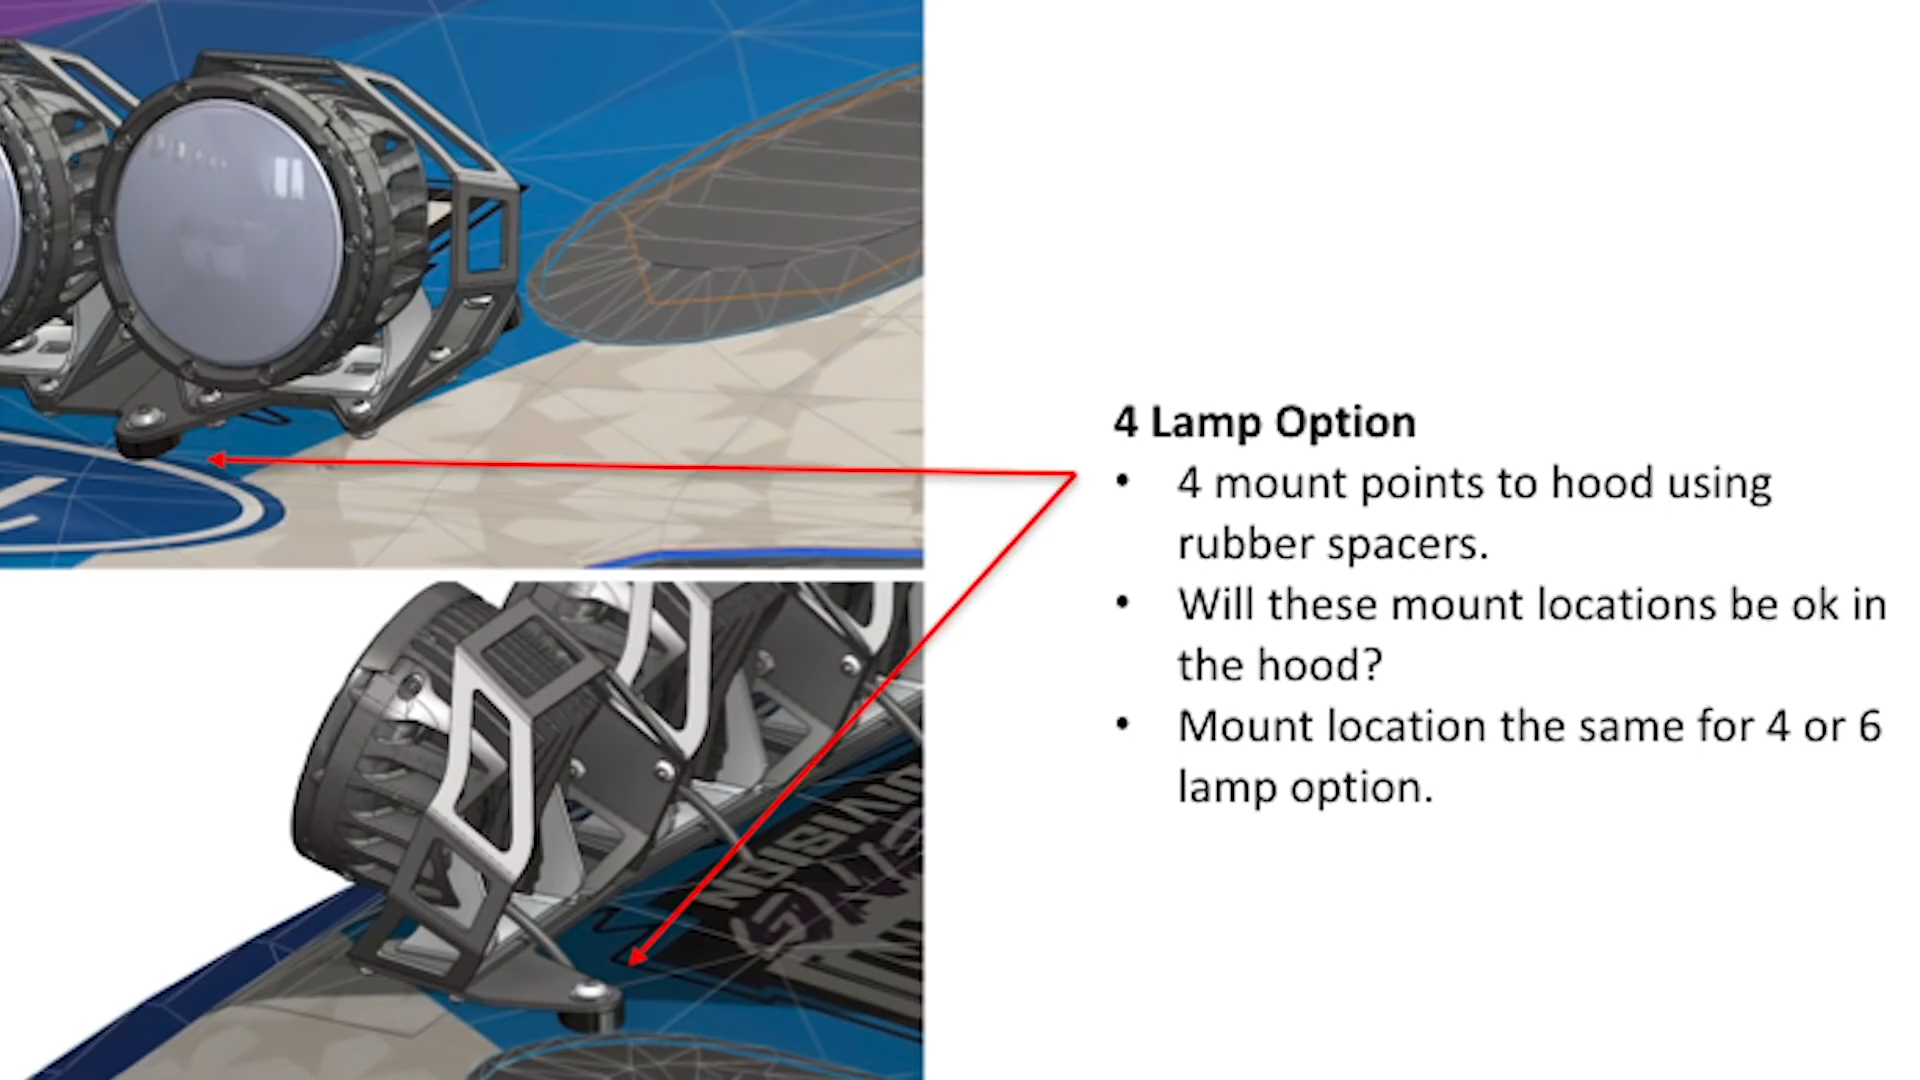 4 Lamp Option
• 4 mount points to hood using
rubber spacers.
• Will these mount locations be ok in
the hood?
• Mount location the same for 4 or 6
lamp option.
DIVISION